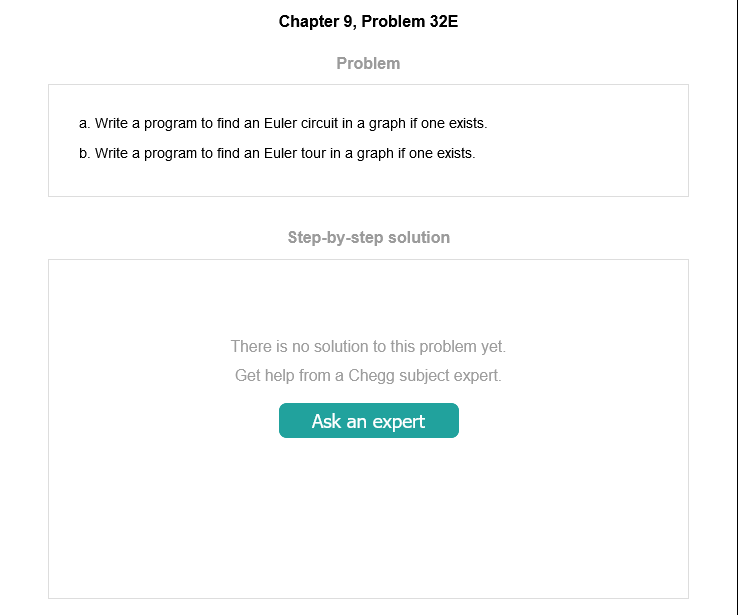 Chapter 9, Problem 32E
Problem
a. Write a program to find an Euler circuit in a graph if one exists.
b. Write a program to find an Euler tour in a graph if one exists.
Step-by-step solution
There is no solution to this problem yet.
Get help from a Chegg subject expert.
Ask an expert